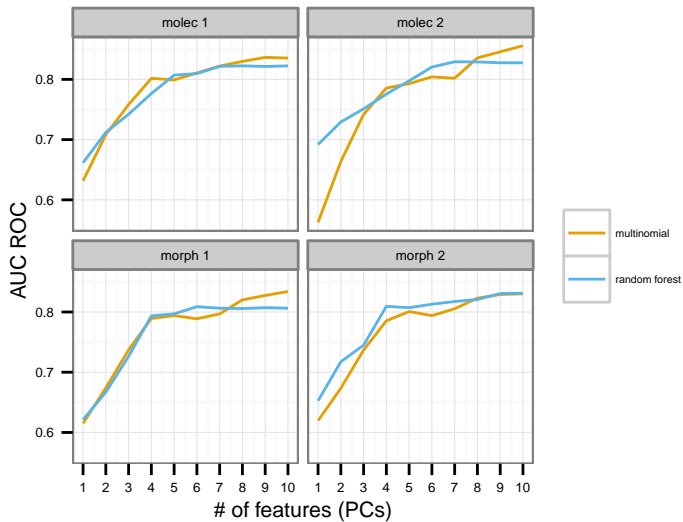 molec 1
molec 2
0.8
0.7
0.6
morph 1
morph 2
0.8
0.7
0.6
AUC ROC
1 2 3 4 5 6 7 8 9 10
1 2 3 4 5 6 7 8 9 10
# of features (PCs)
multinomial
random forest